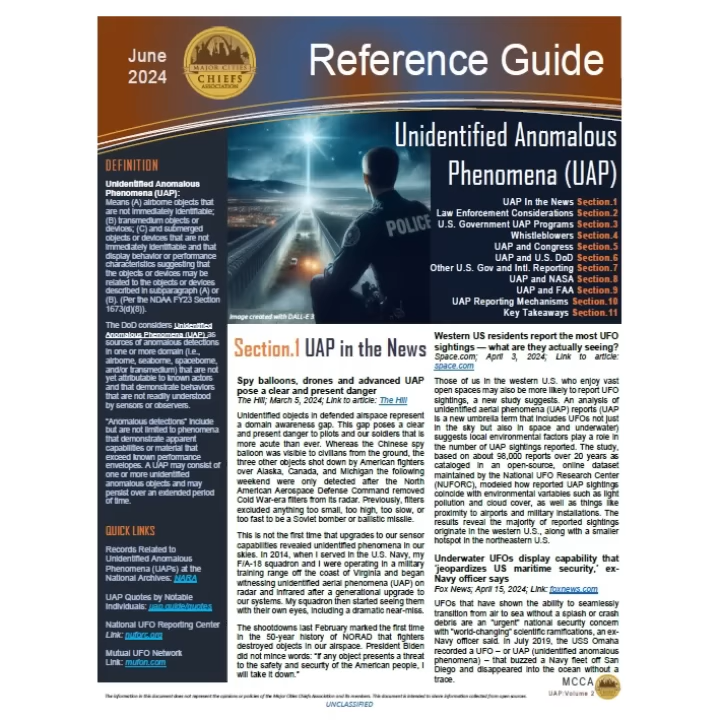 June
2024
MAJOR CITIES
CHIEFS
ASSOCIATION
Reference Guide
Unidentified Anomalous
Phenomena (UAP)
UAP In the News Section.1
Law Enforcement Considerations Section.2
U.S. Government UAP Programs Section.3
Whistleblowers Section.4
UAP and Congress Section.5
UAP and U.S. DoD Section.6
Other U.S. Gov and Intl. Reporting Section.7
UAP and NASA Section.8
UAP and FAA Section.9
UAP Reporting Mechanisms Section.10
Key Takeaways Section.11
POLICE
Image created with DALL-E 3
DEFINITION
Unidentified Anomalous
Phenomena (UAP):
Means (A) airborne objects that
are not immediately identifiable;
(B) transmedium objects or
devices; (C) and submerged
objects or devices that are not
immediately identifiable and that
display behavior or performance
characteristics suggesting that
the objects or devices may be
related to the objects or devices
described in subparagraph (A) or
(B). (Per the NDAA FY23 Section
1673(d)(8)).
The DoD considers Unidentified
Anomalous Phenomena (UAP) as
sources of anomalous detections
in one or more domain (i.e.,
airborne, seaborne, spaceborne,
and/or transmedium) that are not
yet attributable to known actors
and that demonstrate behaviors
that are not readily understood
by sensors or observers.
"Anomalous detections" include
but are not limited to phenomena
that demonstrate apparent
capabilities or material that
exceed known performance
envelopes. A UAP may consist of
one or more unidentified
anomalous objects and may
persist over an extended period
of time.
QUICK LINKS
Records Related to
Unidentified Anomalous
Phenomena (UAPs) at the
National Archives: NARA
UAP Quotes by Notable
Individuals: uap.guide/quotes
National UFO Reporting Center
Link: nuforc.org
Mutual UFO Network
Link: mufon.com
Section.1 UAP in the News
Spy balloons, drones and advanced UAP
pose a clear and present danger
The Hill; March 5, 2024; Link to article: The Hill
Unidentified objects in defended airspace represent
a domain awareness gap. This gap poses a clear
and present danger to pilots and our soldiers that is
more acute than ever. Whereas the Chinese spy
balloon was visible to civilians from the ground, the
three other objects shot down by American fighters
over Alaska, Canada, and Michigan the following
weekend were only detected after the North
American Aerospace Defense Command removed
Cold War-era filters from its radar. Previously, filters
excluded anything too small, too high, too slow, or
too fast to be a Soviet bomber or ballistic missile.
This is not the first time that upgrades to our sensor
capabilities revealed unidentified phenomena in our
skies. In 2014, when I served in the U.S. Navy, my
F/A-18 squadron and I were operating in a military
training range off the coast of Virginia and began
witnessing unidentified aerial phenomena (UAP) on
radar and infrared after a generational upgrade to
our systems. My squadron then started seeing them
with their own eyes, including a dramatic near-miss.
The shootdowns last February marked the first time
in the 50-year history of NORAD that fighters
destroyed objects in our airspace. President Biden
did not mince words: "If any object presents a threat
to the safety and security of the American people, I
will take it down."
Western US residents report the most UFO
sightings — what are they actually seeing?
Space.com; April 3, 2024; Link to article:
space.com
Those of us in the western U.S. who enjoy vast
open spaces may also be more likely to report UFO
sightings, a new study suggests. An analysis of
unidentified aerial phenomena (UAP) reports (UAP
is a new umbrella term that includes UFOs not just
in the sky but also in space and underwater)
suggests local environmental factors play a role in
the number of UAP sightings reported. The study,
based on about 98,000 reports over 20 years as
cataloged in an open-source, online dataset
maintained by the National UFO Research Center
(NUFORC), modeled how reported UAP sightings
coincide with environmental variables such as light
pollution and cloud cover, as well as things like
proximity to airports and military installations. The
results reveal the majority of reported sightings
originate in the western U.S., along with a smaller
hotspot in the northeastern U.S.
Underwater UFOs display capability that
'jeopardizes US maritime security,' ex-
Navy officer says
Fox News; April 15, 2024; Link: foxnews.com
UFOs that have shown the ability to seamlessly
transition from air to sea without a splash or crash
debris are an "urgent" national security concern
with "world-changing" scientific ramifications, an ex-
Navy officer said. In July 2019, the USS Omaha
recorded a UFO – or UAP (unidentified anomalous
phenomena) – that buzzed a Navy fleet off San
Diego and disappeared into the ocean without a
trace.
MCCA
UAP:Volume 2
The information in this document does not represent the opinions or policies of the Major Cities Chiefs Association and its members. This document is intended to share information collected from open sources.
UNCLASSIFIED